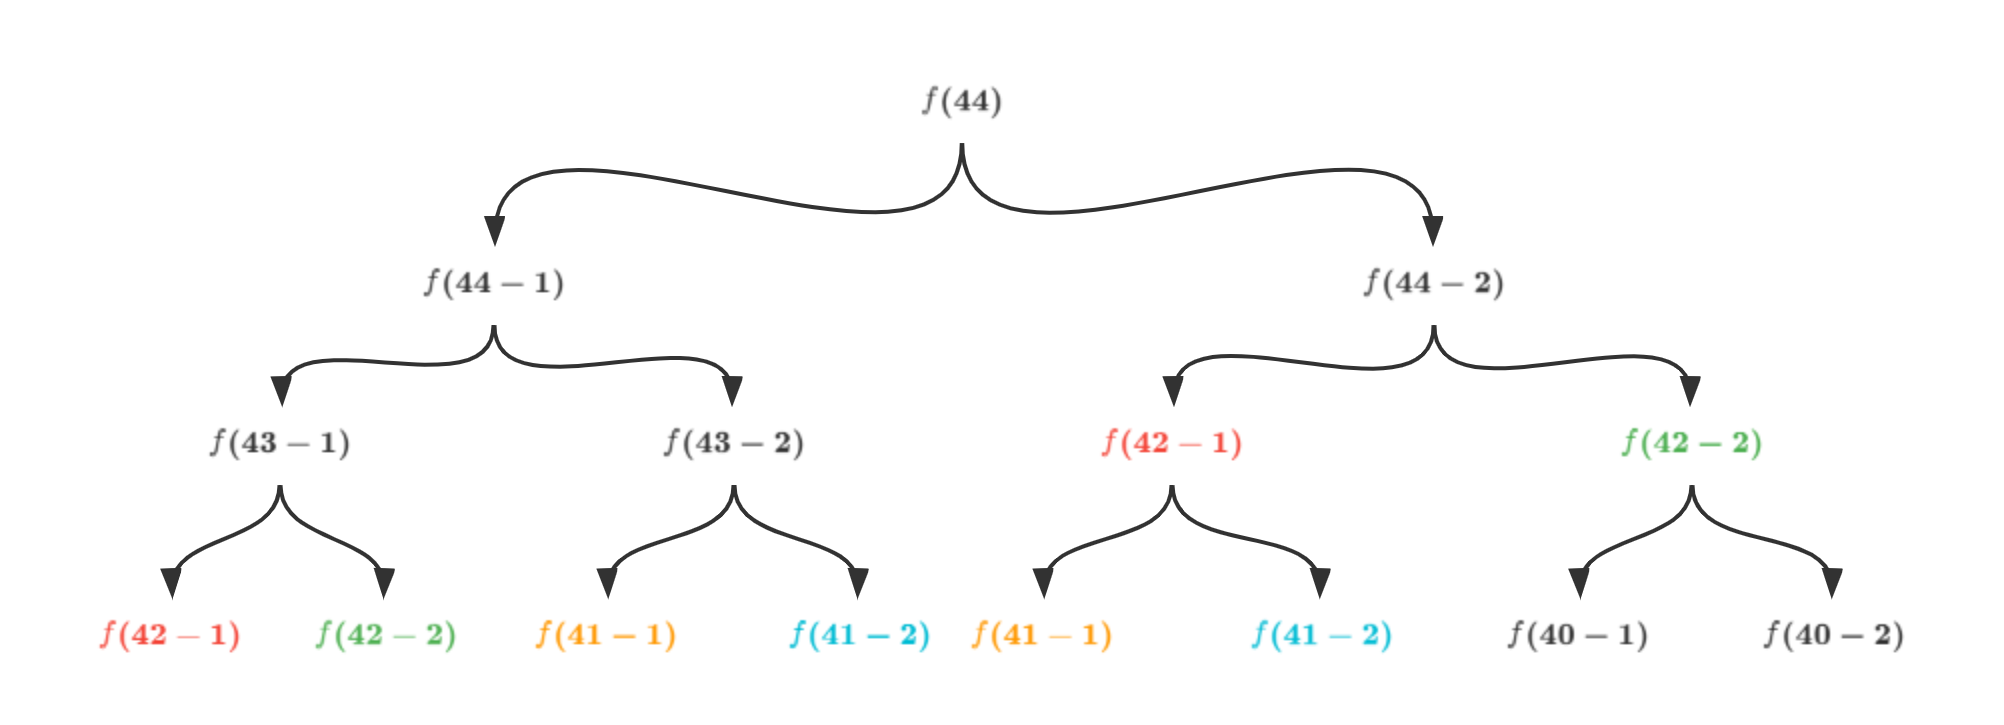 f(44)
f(44 − 1) f(44 − 2)
f(43 − 1) f(43 − 2) f(42 − 1) f(42 − 2)
f(42 − 1) f(42 − 2) f(41 − 1) f(41 − 2) f(41 − 1) f(41 − 2) f(40 − 1) f(40 − 2)